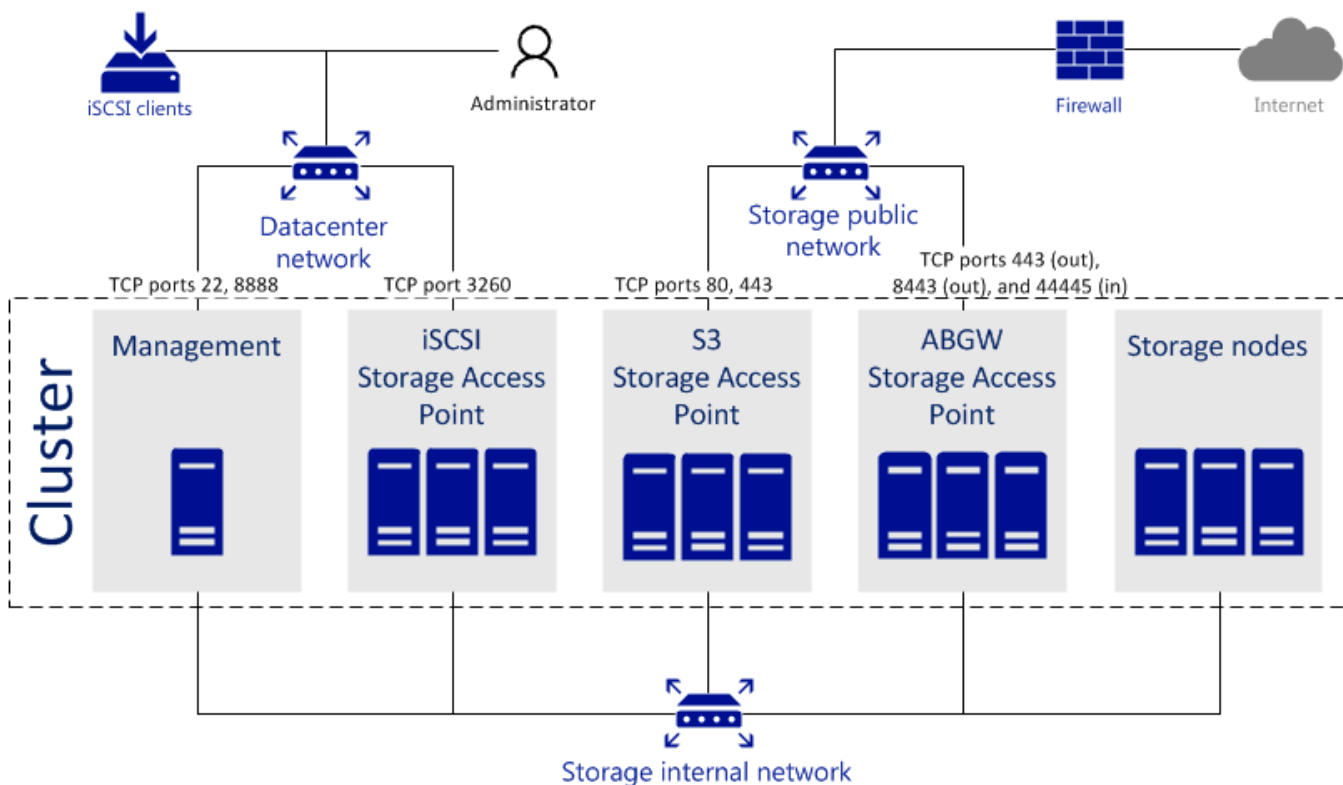 iSCSI clients
Administrator
Firewall
Internet
Datacenter
network
Storage public
network
TCP ports 22, 8888
TCP port 3260
TCP ports 80, 443
TCP ports 443 (out),
8443 (out), and 44445 (in)
Cluster
Management
iSCSI
Storage Access
Point
S3
Storage Access
Point
ABGW
Storage Access
Point
Storage nodes
Storage internal network